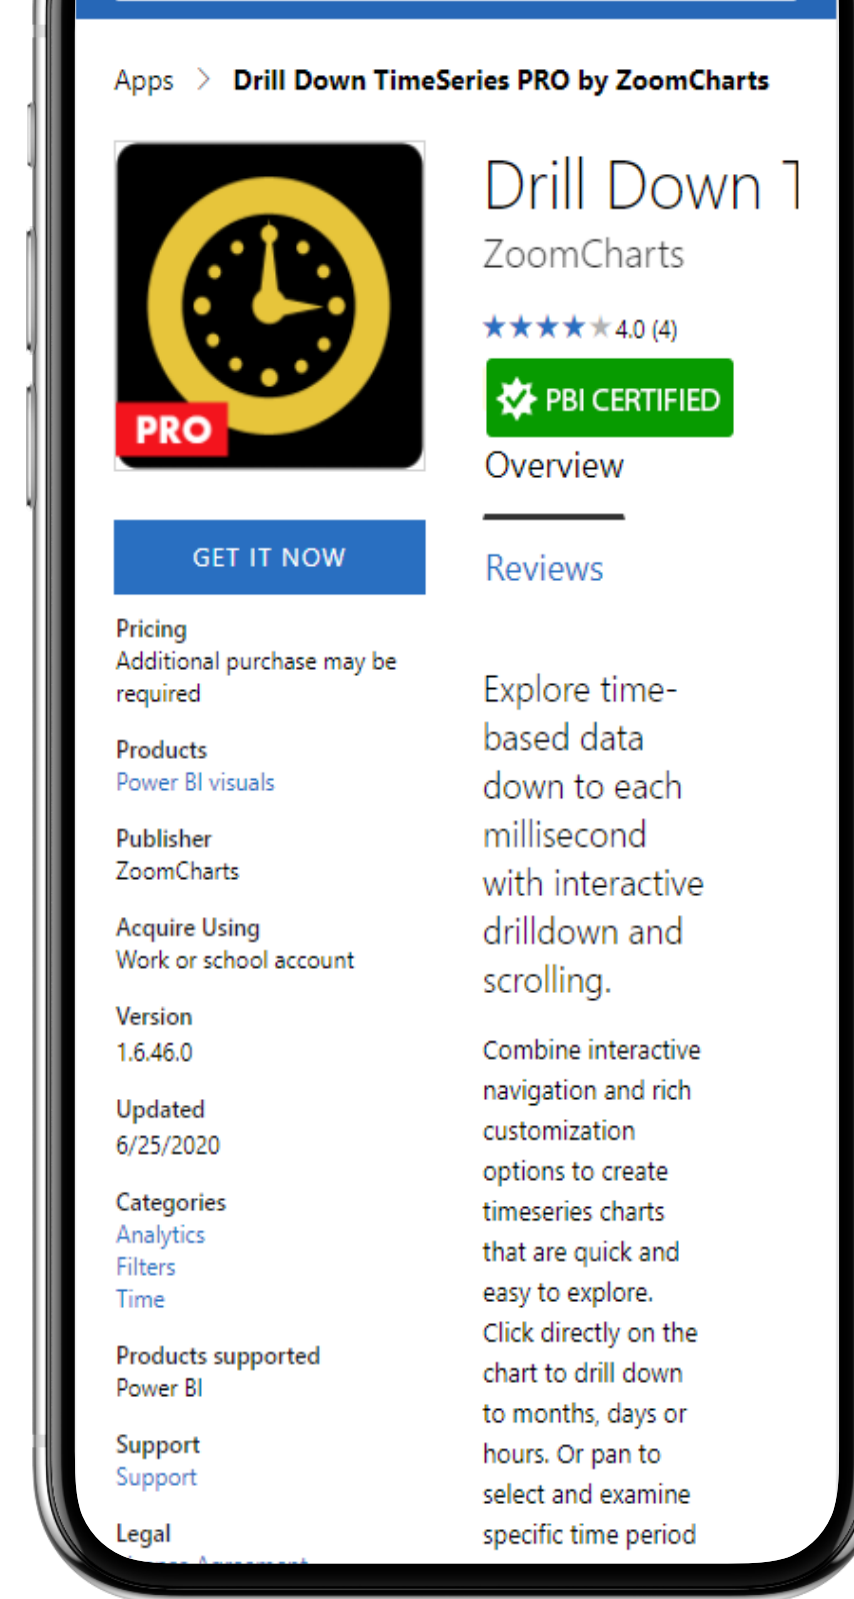 Apps > Drill Down TimeSeries PRO by ZoomCharts
PRO
GET IT NOW
Pricing
Additional purchase may be
required
Products
Power BI visuals
Publisher
ZoomCharts
Acquire Using
Work or school account
Version
1.6.46.0
Updated
6/25/2020
Categories
Analytics
Filters
Time
Products supported
Power BI
Support
Support
Legal
Drill Down
ZoomCharts
4.0 (4)
PBI CERTIFIED
Overview
Reviews
Explore time-
based data
down to each
millisecond
with interactive
drilldown and
scrolling.
Combine interactive
navigation and rich
customization
options to create
timeseries charts
that are quick and
easy to explore.
Click directly on the
chart to drill down
to months, days or
hours. Or pan to
select and examine
specific time period